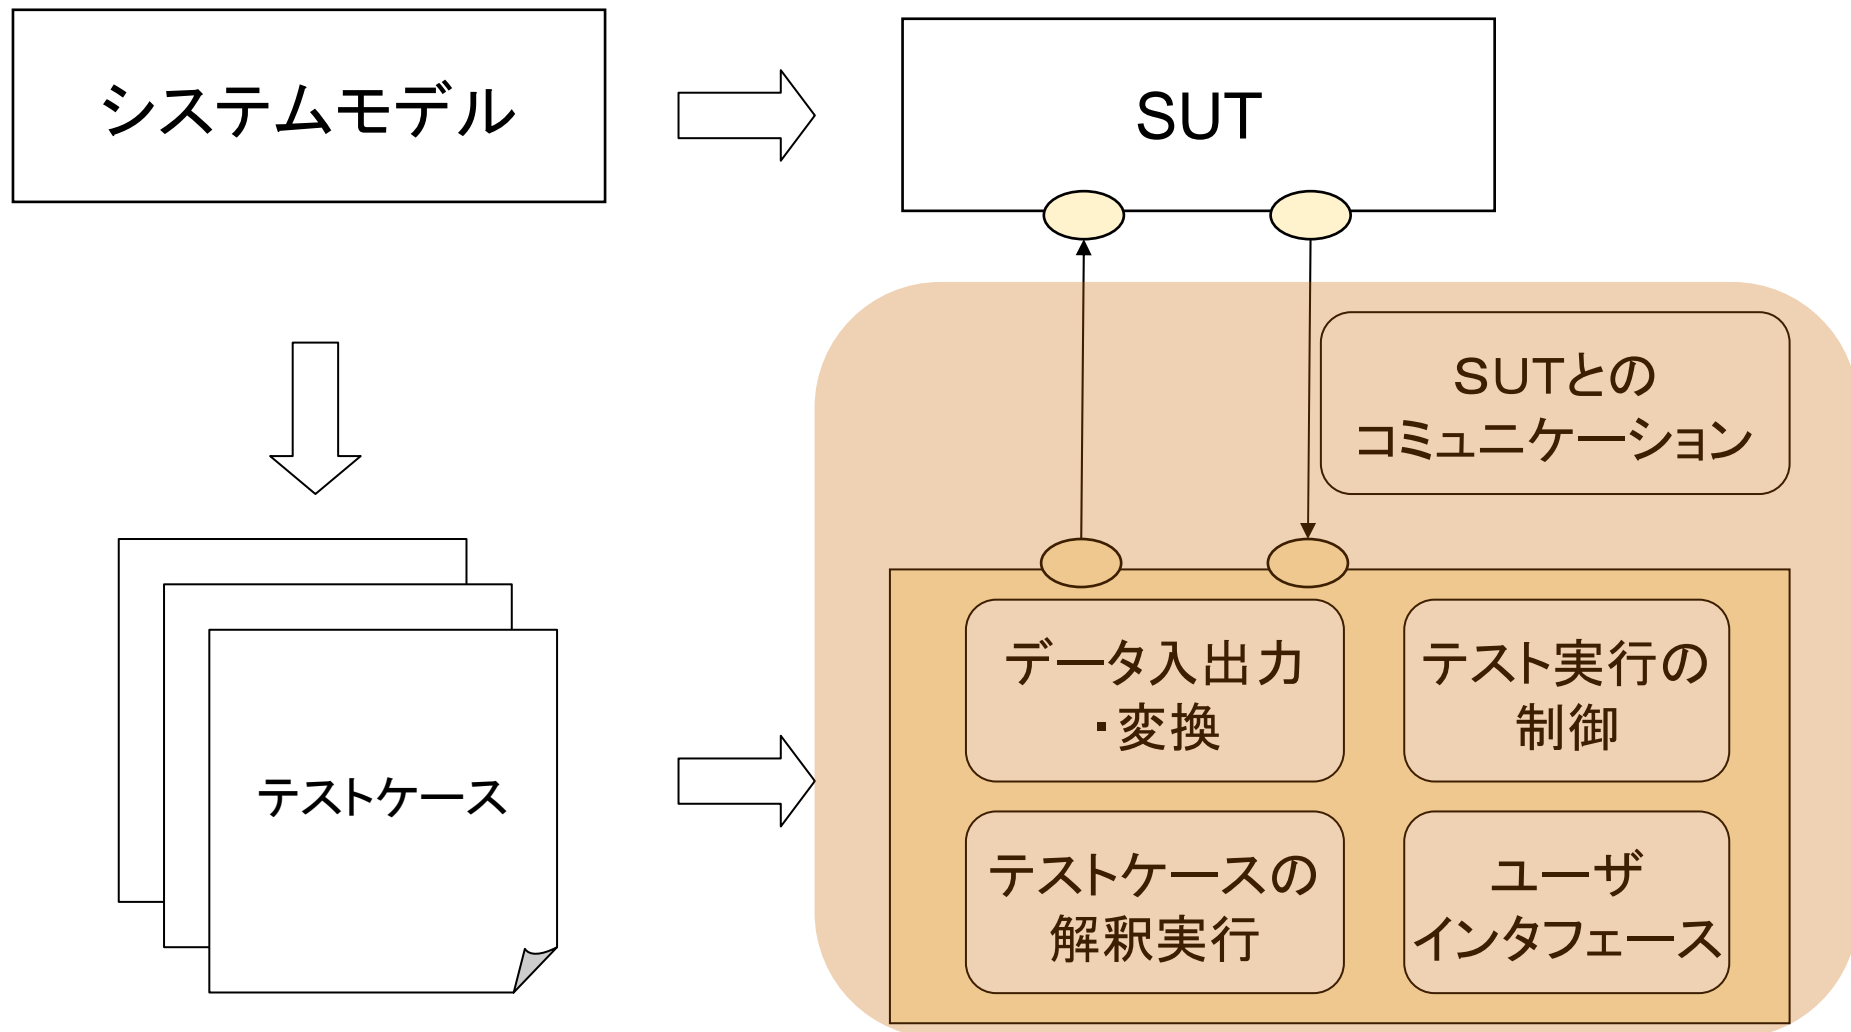 システムモデル
SUT
SUTとの
コミュニケーション
データ入出力
・変換
テスト実行の
制御
テストケース
テストケースの
解釈実行
ユーザ
インタフェース